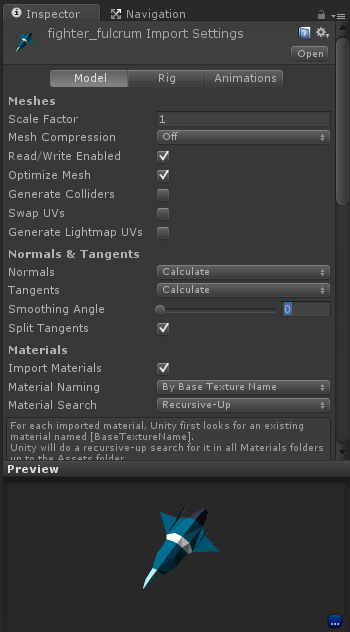 Inspector Navigation
fighter_fulcrum Import Settings
Open
Model Rig Animations
Meshes
Scale Factor 1
Mesh Compression Off
Read/Write Enabled
Optimize Mesh
Generate Colliders
Swap UVs
Generate Lightmap UVs
Normals & Tangents
Normals Calculate
Tangents Calculate
Smoothing Angle 0
Split Tangents
Materials
Import Materials
Material Naming By Base Texture Name
Material Search Recursive-Up
For each imported material, Unity first looks for an existing
material named [BaseTextureName].
Unity will do a recursive-up search for it in all Materials folders
up to the Assets folder
Preview